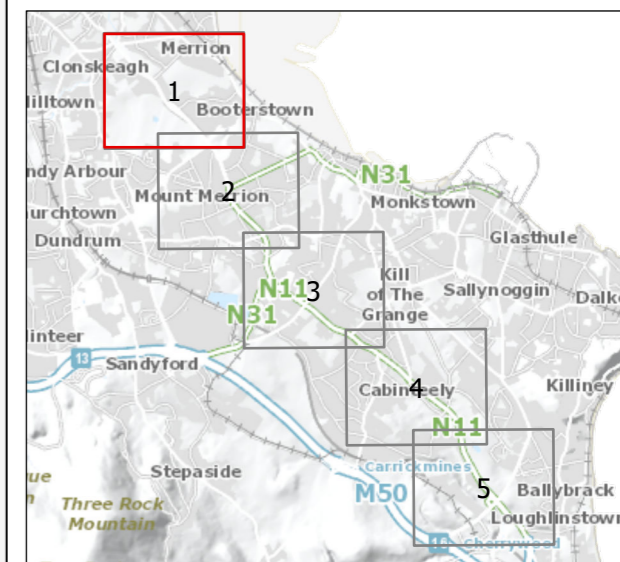 Merrion
Clonskeagh
1
Milltown
Booterstown
ndy Arbour
2
N31
Mount Merrion
Monkstown
urchtown
Dundrum
Glasthule
Kill
of The
Grange
N11
3
Sallynoggin
Dalke
N31
linteer
13
Sandyford
Killiney
Cabinteely
4
N11
Stepaside
Carrickmines
M50
5
Ballybrack
Three Rock
Mountain
Loughlinstown
14
Cherrywood